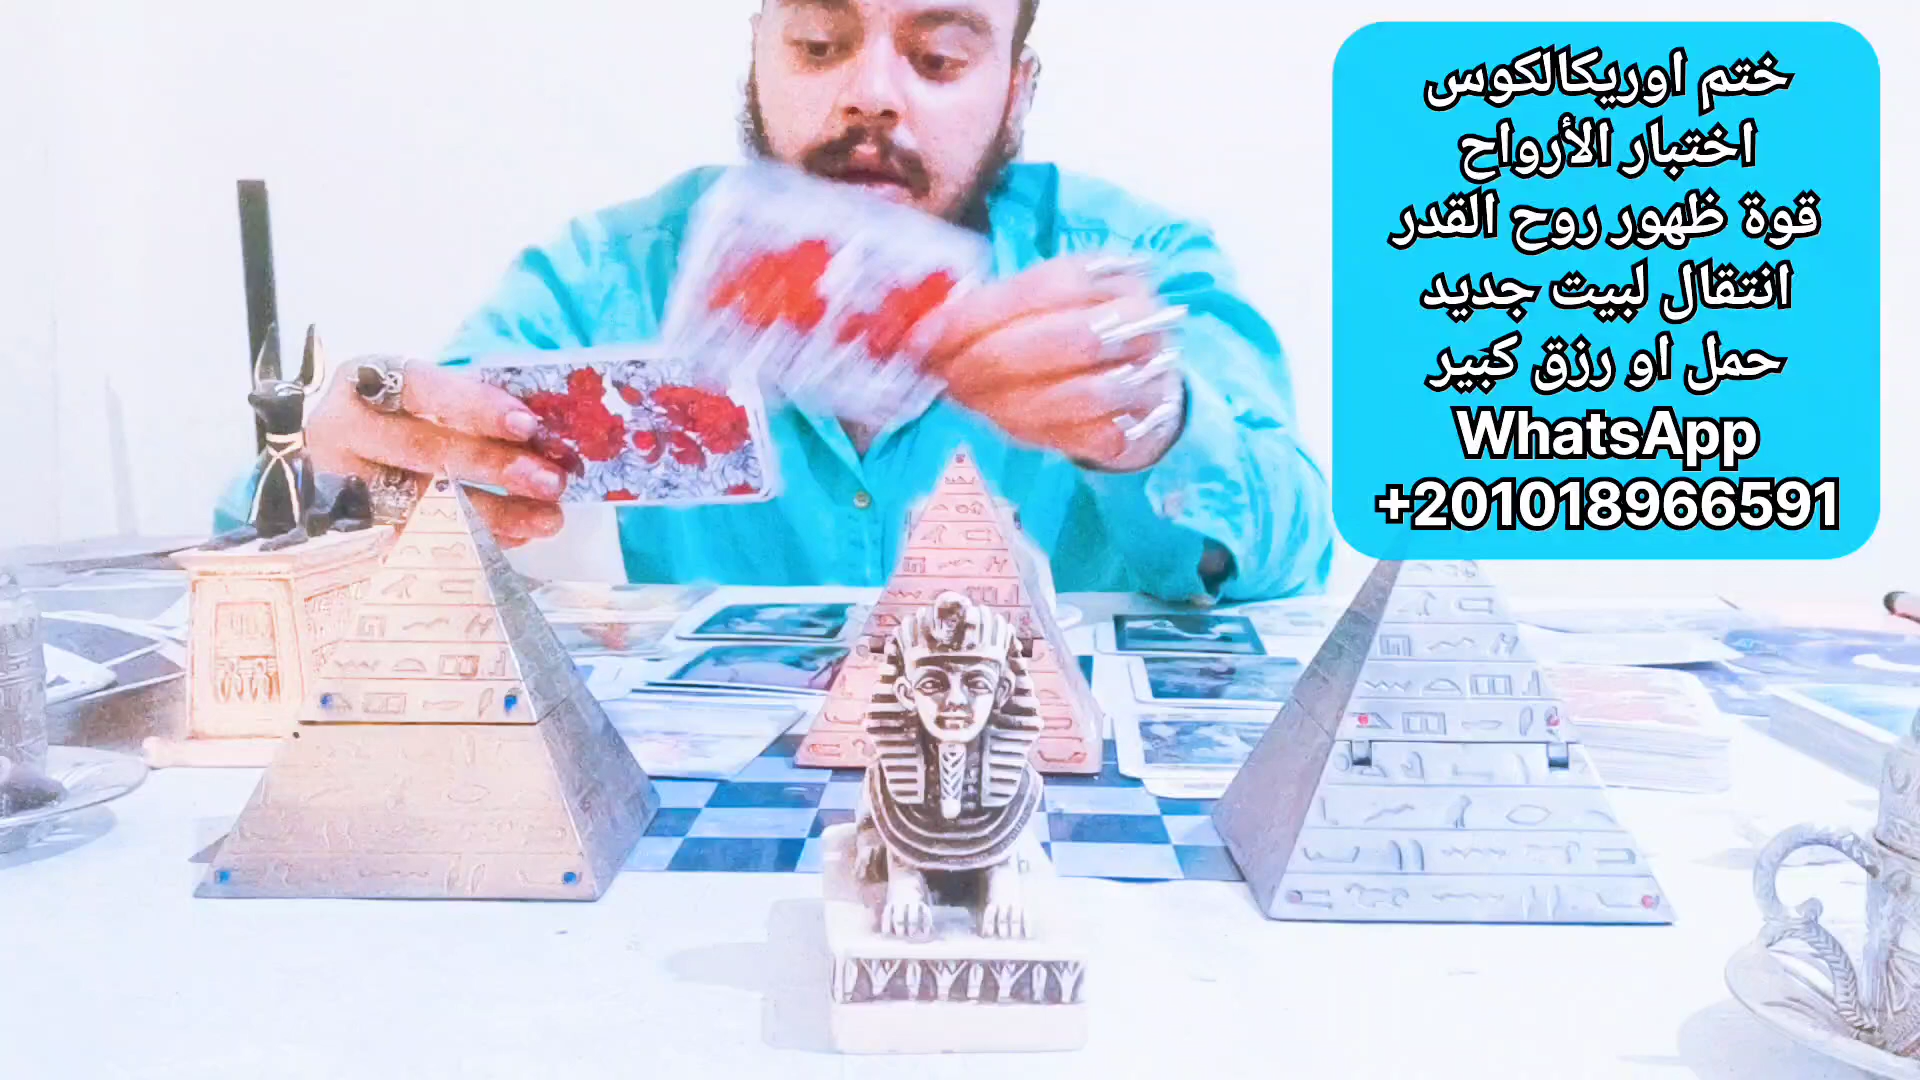 ختمِ اوريكالكوس
اختبار الأرواح
قوة ظهور روح القدر
انتقال لبيت جديد
حمل او رزق كبير
WhatsApp
+201018966591